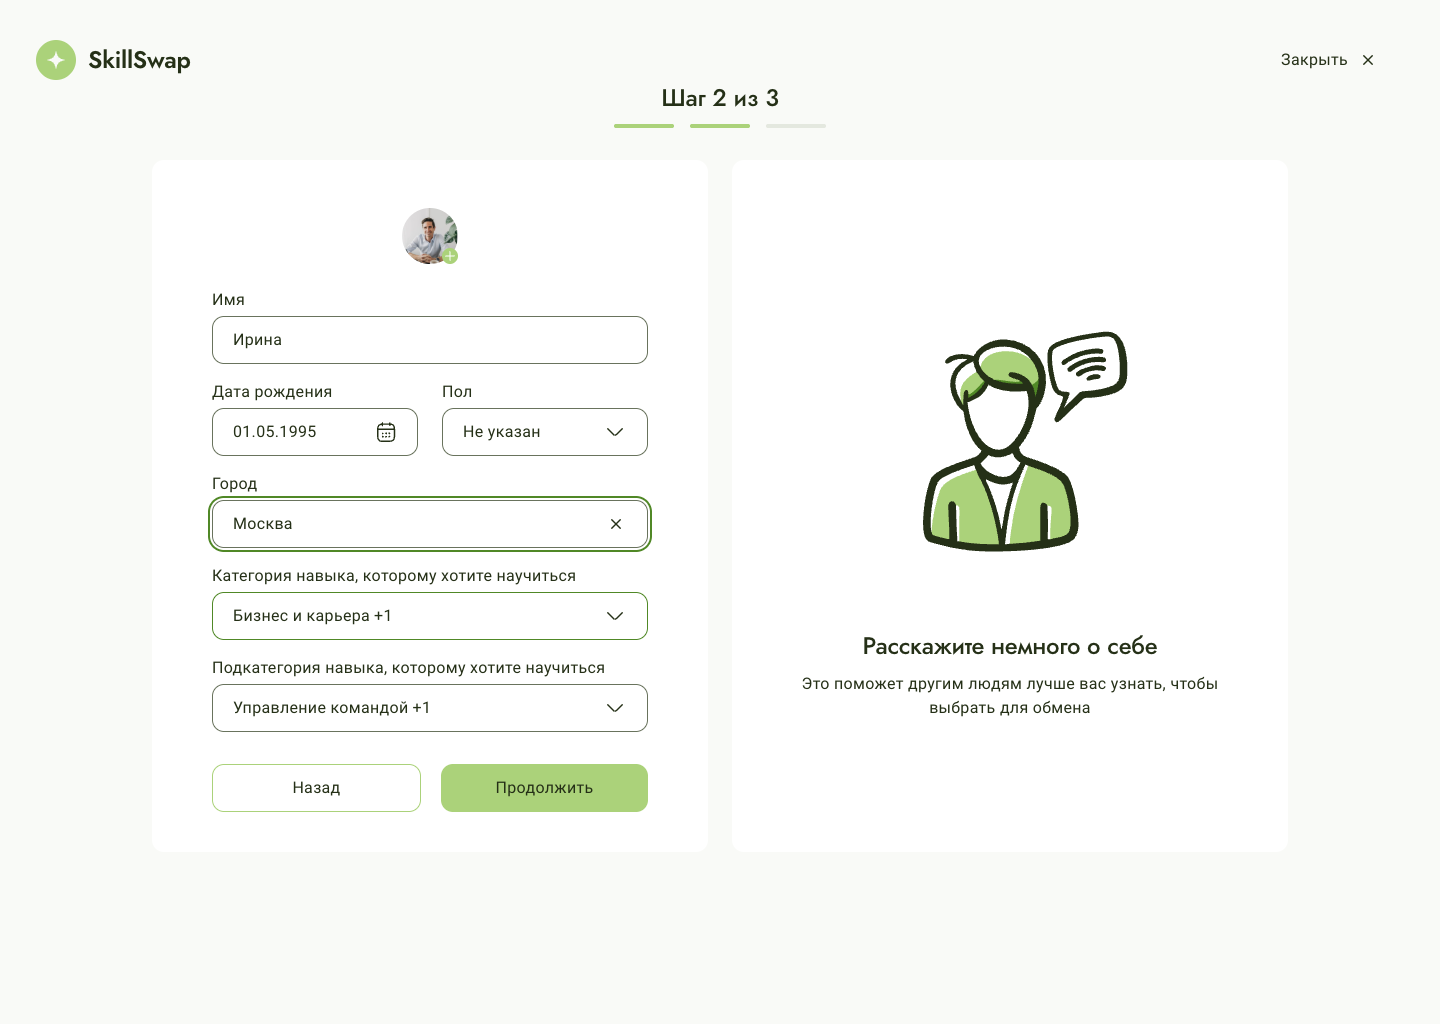 SkillSwap
Закрыть
Шаг 2 из 3
Имя
Ирина
Дата рождения
Пол
01.05.1995
Не указан
Город
Москва
Категория навыка, которому хотите научиться
Бизнес и карьера +1
Подкатегория навыка, которому хотите научиться
Управление командой +1
Назад
Продолжить
Расскажите немного о себе
Это поможет другим людям лучше вас узнать, чтобы
выбрать для обмена